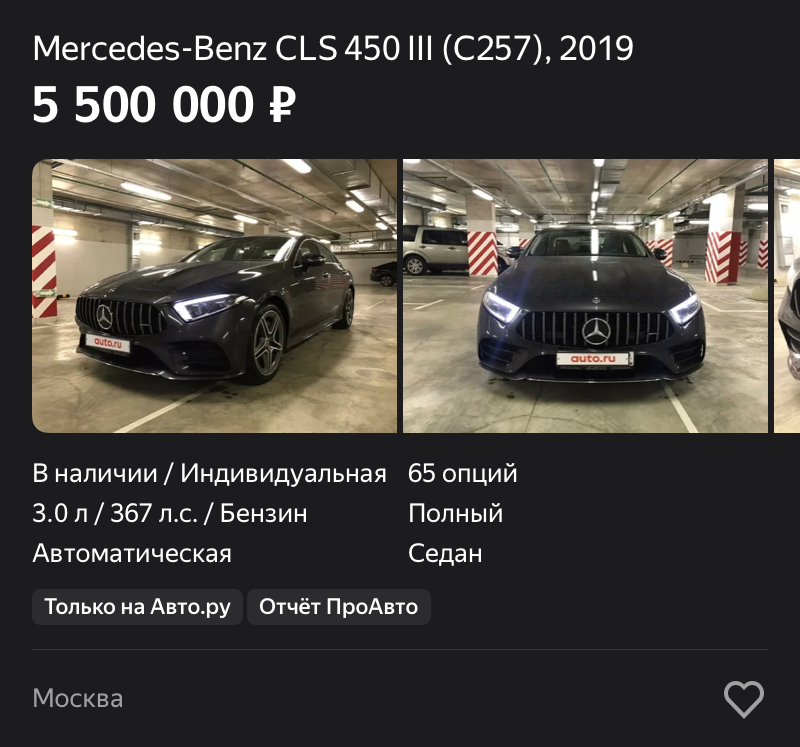 Mercedes-Benz CLS 450 III (C257), 2019
5 500 000 ₽
auto.ru
auto.ru
В наличии / Индивидуальная
65 опций
3.0 л / 367 л.с. / Бензин
Полный
Автоматическая
Седан
Только на Авто.ру
Отчёт ПроАвто
Москва